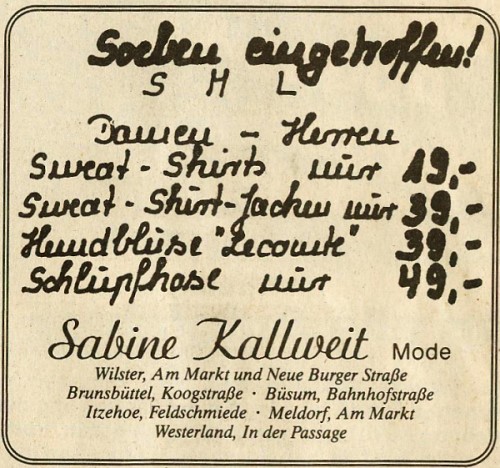 Soeben eingetroffen!
S H L
Damen - Herren
Sweat-Shirts nur 19,-
Sweat-Shirt-Jacken nur 39,-
Hemdbluse "Lecomte" 39,-
Schlupfhose nur 49,-
Sabine Kallweit Mode
Wilster, Am Markt und Neue Burger Straße
Brunsbüttel, Koogstraße · Büsum, Bahnhofstraße
Itzehoe, Feldschmiede · Meldorf, Am Markt
Westerland, In der Passage